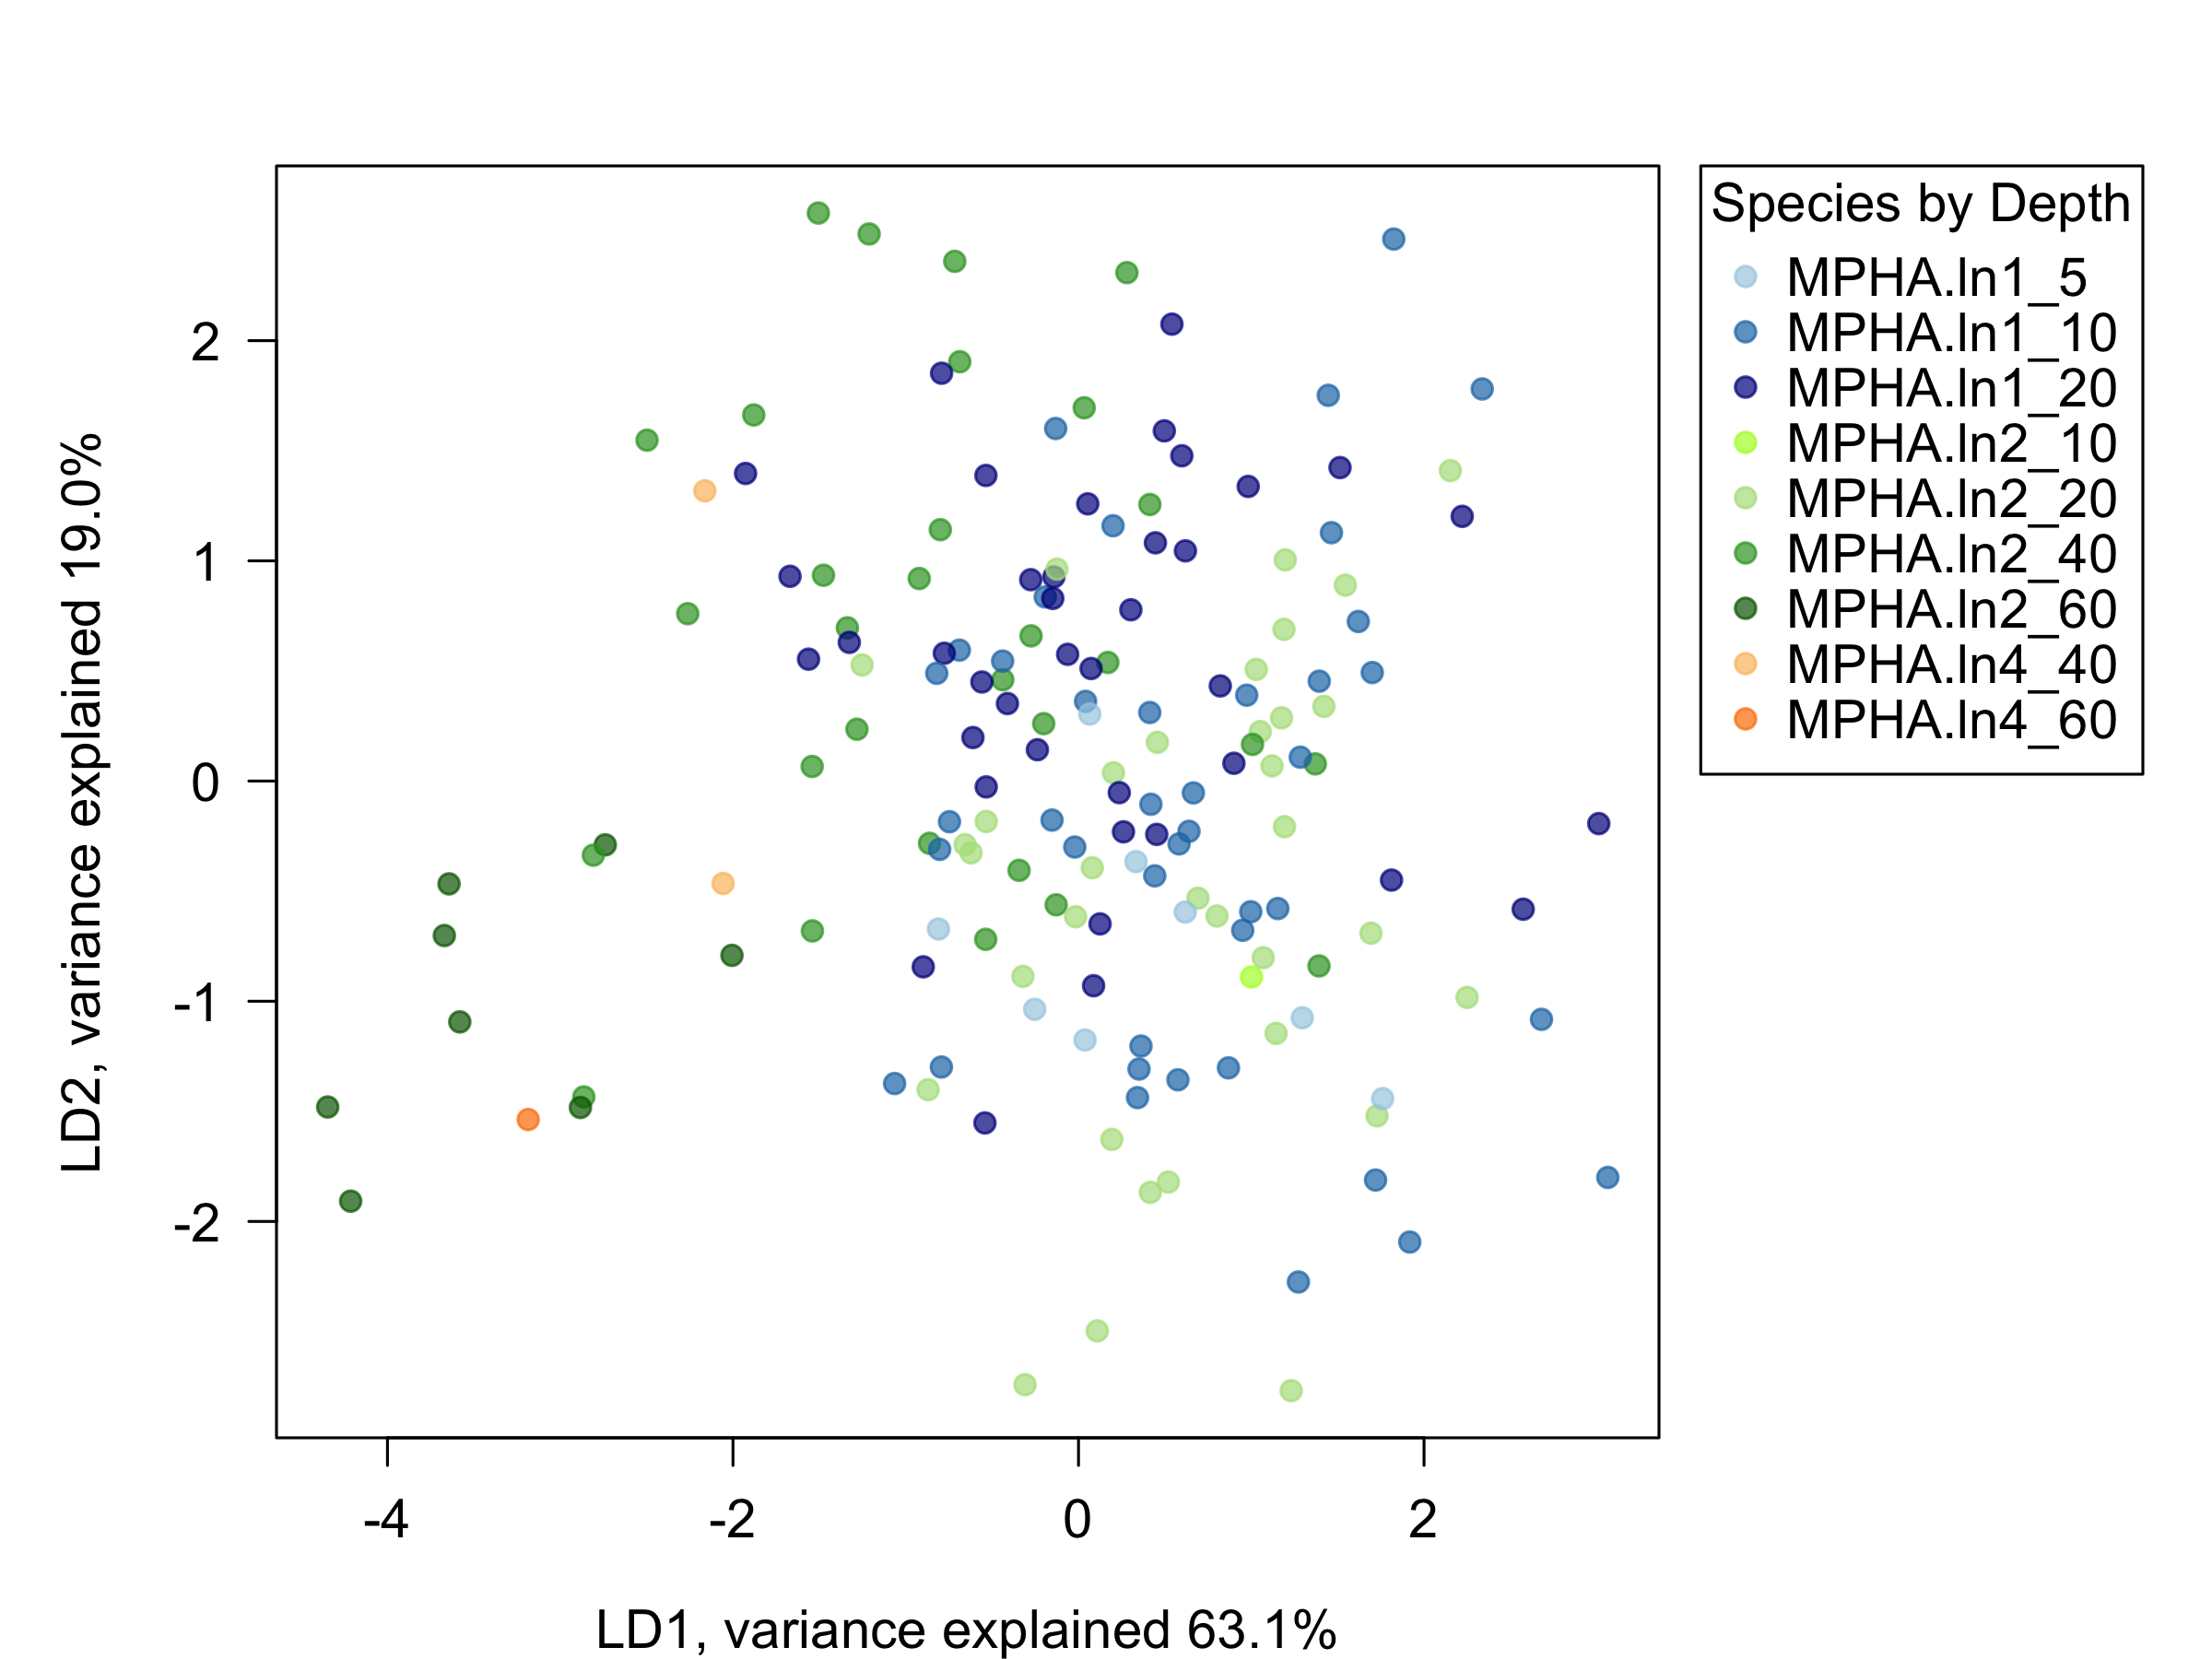 Species by Depth
MPHA.ln1_5
MPHA.ln1_10
MPHA.ln1_20
MPHA.ln2_10
MPHA.ln2_20
MPHA.ln2_40
MPHA.ln2_60
MPHA.ln4_40
MPHA.ln4_60
LD2, variance explained 19.0%
2
1
0
-1
-2
-4
-2
0
2
LD1, variance explained 63.1%